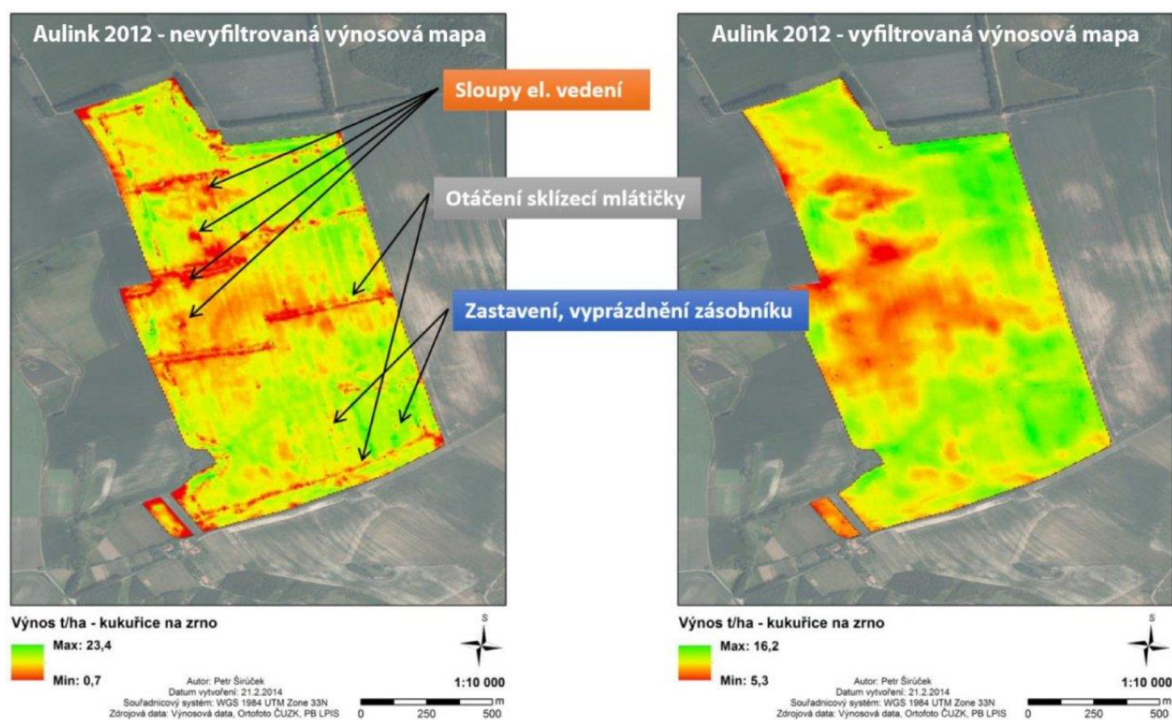 Aulink 2012 - nevyfiltrovaná výnosová mapa
Sloupy el. vedení
Otáčení sklízecí mlátičky
Zastavení, vyprázdnění zásobníku
Výnos t/ha - kukuřice na zrno
Max: 23,4
Min: 0,7
S
Autor: Petr Širůček
Datum vytvoření: 21.2.2014
Souřadnicový systém: WGS 1984 UTM Zone 33N
Zdrojová data: Výnosová data, Ortofoto ČUZK, PB LPIS
1:10 000
m
0 250 500
Aulink 2012 - vyfiltrovaná výnosová mapa
Výnos t/ha - kukuřice na zrno
Max: 16,2
Min: 5,3
S
Autor: Petr Širůček
Datum vytvoření: 21.2.2014
Souřadnicový systém: WGS 1984 UTM Zone 33N
Zdrojová data: Výnosová data, Ortofoto ČUZK, PB LPIS
1:10 000
m
0 250 500